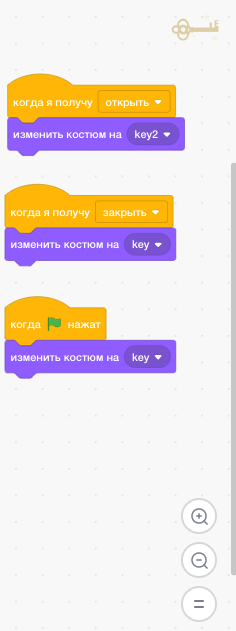 когда я получу открыть
изменить костюм на key2
когда я получу закрыть
изменить костюм на key
когда нажат
изменить костюм на key